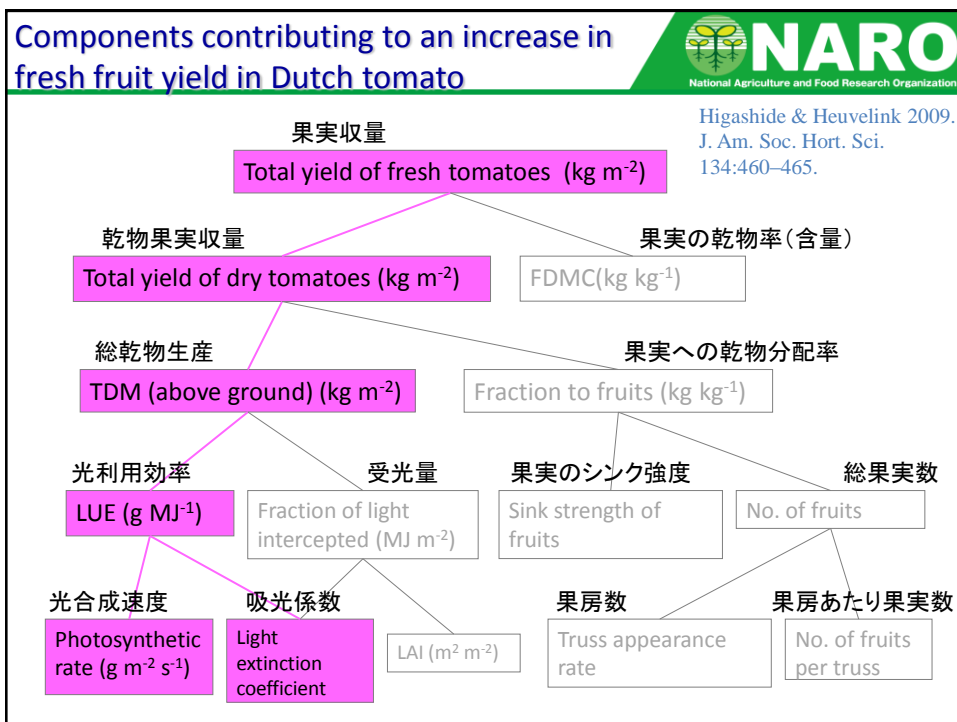 Components contributing to an increase in
fresh fruit yield in Dutch tomato
NARO
National Agriculture and Food Research Organization
Higashide & Heuvelink 2009.
J. Am. Soc. Hort. Sci.
134:460–465.
果実収量
Total yield of fresh tomatoes (kg m⁻²)
乾物果実収量
果実の乾物率(含量)
Total yield of dry tomatoes (kg m⁻²)
FDMC(kg kg⁻¹)
総乾物生産
果実への乾物分配率
TDM (above ground) (kg m⁻²)
Fraction to fruits (kg kg⁻¹)
光利用効率
受光量
果実のシンク強度
総果実数
LUE (g MJ⁻¹)
Fraction of light
intercepted (MJ m⁻²)
Sink strength of
fruits
No. of fruits
光合成速度
吸光係数
果房数
果房あたり果実数
Photosynthetic
rate (g m⁻² s⁻¹)
Light
extinction
coefficient
LAI (m² m⁻²)
Truss appearance
rate
No. of fruits
per truss